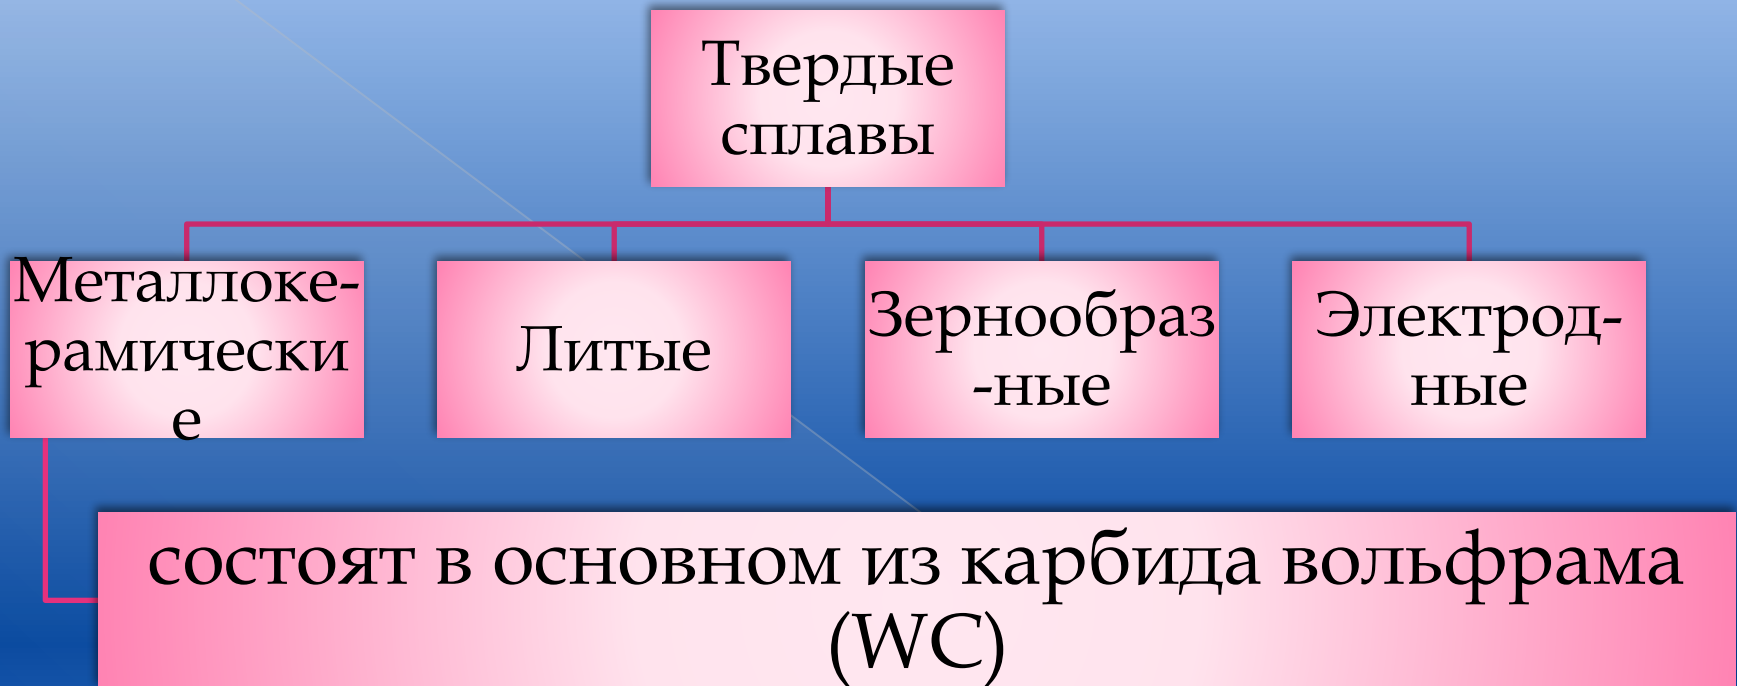 Твердые
сплавы
Металлоке-
рамически
е
Литые
Зернообраз
-ные
Электрод-
ные
состоят в основном из карбида вольфрама
(WC)